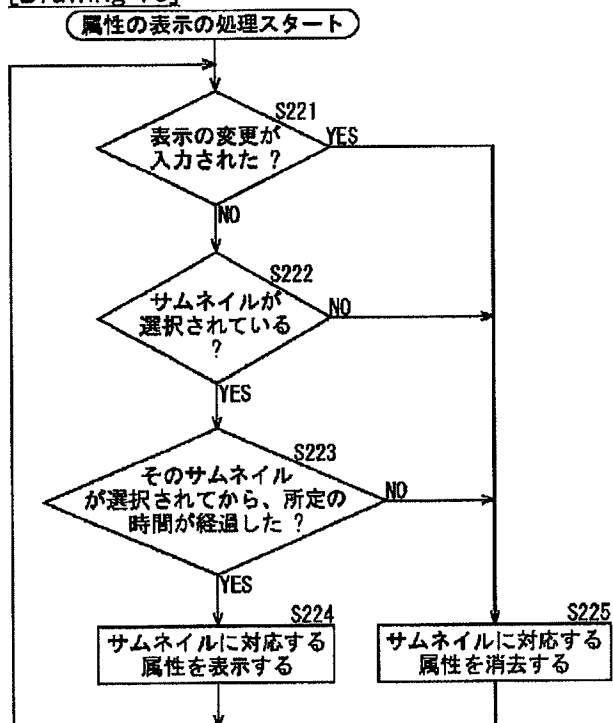 属性の表示の処理スタート
S221
表示の変更が
入力された ?
YES
NO
S222
サムネイルが
選択されている
?
NO
YES
S223
そのサムネイル
が選択されてから、所定の
時間が経過した ?
NO
YES
S224
サムネイルに対応する
属性を表示する
S225
サムネイルに対応する
属性を消去する